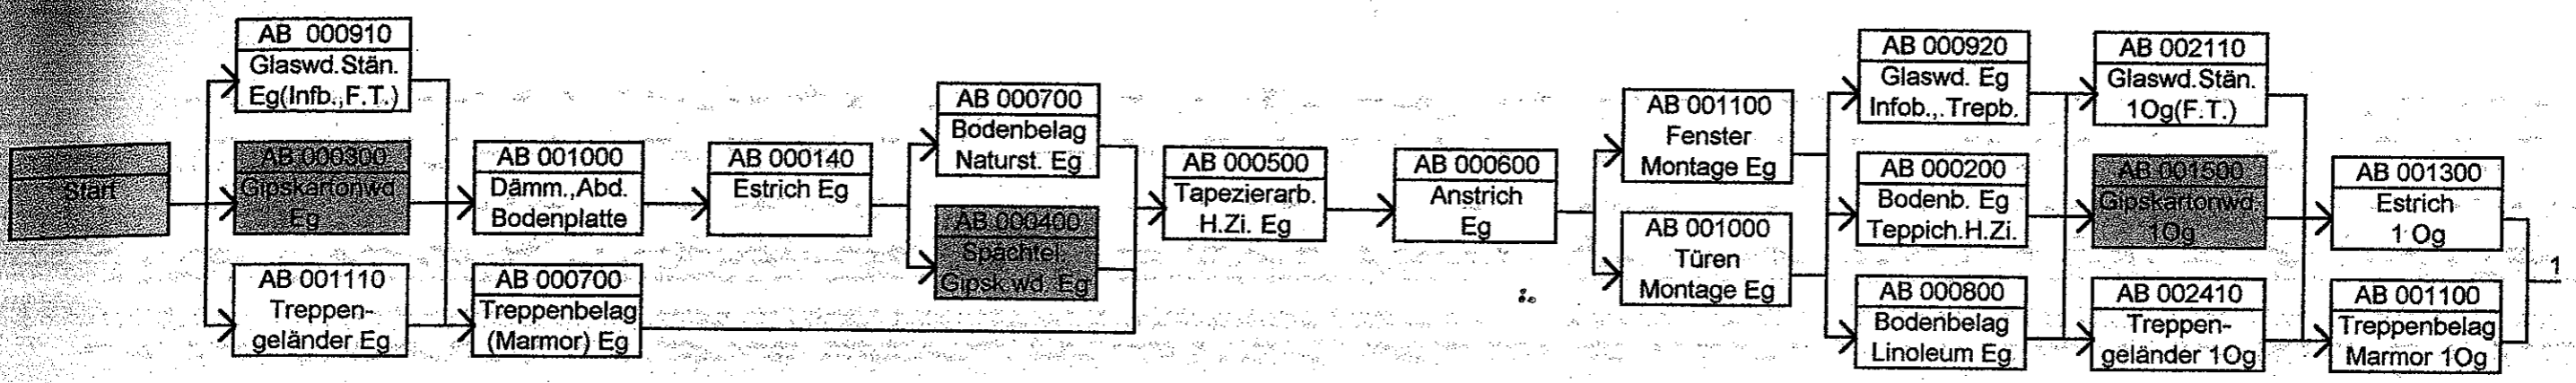 Start
AB 000910
Glaswd.Stän.
Eg(Infb.,F.T.)
AB 000300
Gipskartonwd
Eg
AB 001110
Treppen-
geländer Eg
AB 001000
Dämm.,Abd.
Bodenplatte
AB 000700
Treppenbelag
(Marmor) Eg
AB 000140
Estrich Eg
AB 000700
Bodenbelag
Naturst. Eg
AB 000400
Spachtel.
Gipsk.wd. Eg
AB 000500
Tapezierarb.
H.Zi. Eg
AB 000600
Anstrich
Eg
AB 001100
Fenster
Montage Eg
AB 001000
Türen
Montage Eg
AB 000920
Glaswd. Eg
Infob.,.Trepb.
AB 000200
Bodenb. Eg
Teppich.H.Zi.
AB 000800
Bodenbelag
Linoleum Eg
AB 002110
Glaswd.Stän.
1Og(F.T.)
AB 001500
Gipskartonwd.
1Og
AB 002410
Treppen-
geländer 1Og
AB 001300
Estrich
1 Og
AB 001100
Treppenbelag
Marmor 1Og
1